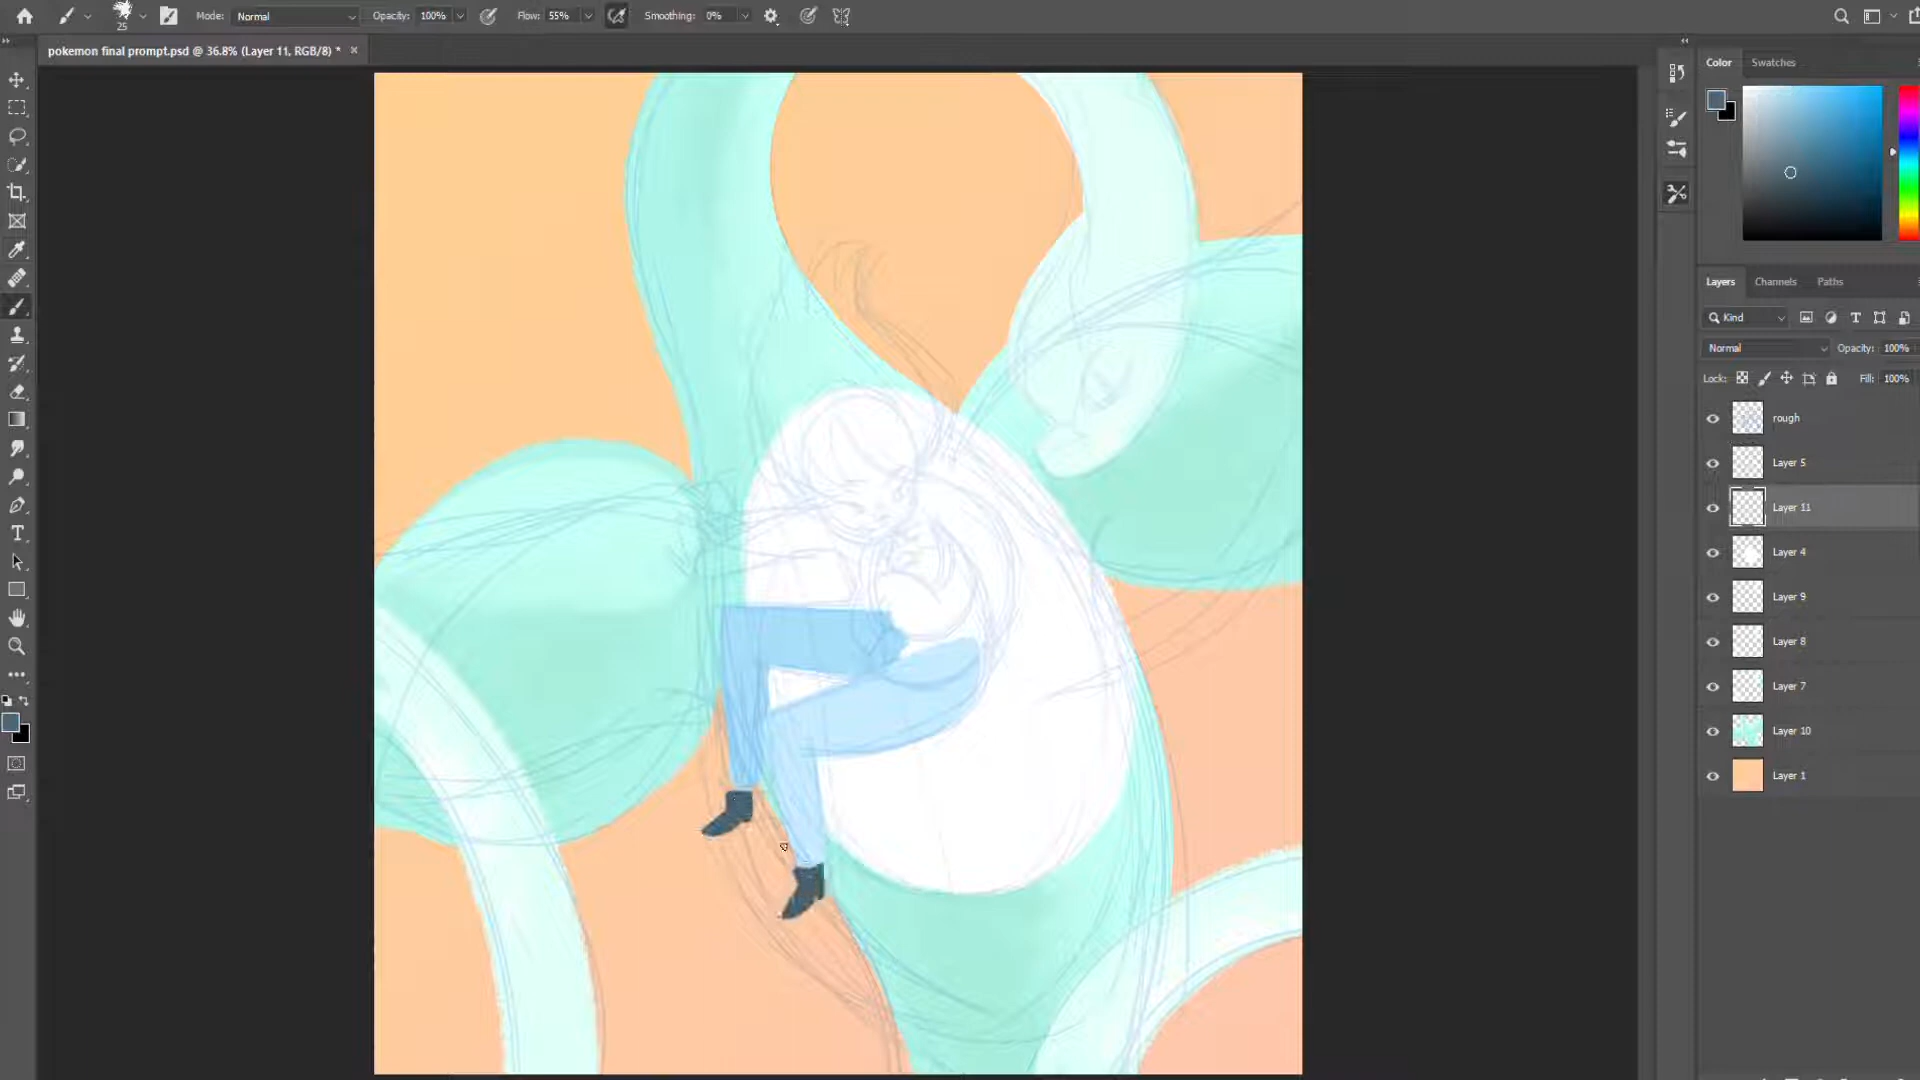 25 Mode: Normal Opacity: 100% Flow: 55% Smoothing: 0%
pokemon final prompt.psd @ 36.8% (Layer 11, RGB/8) * ×
Color Swatches
Layers Channels Paths
Kind
Normal Opacity: 100%
Lock: Fill: 100%
rough
Layer 5
Layer 11
Layer 4
Layer 9
Layer 8
Layer 7
Layer 10
Layer 1